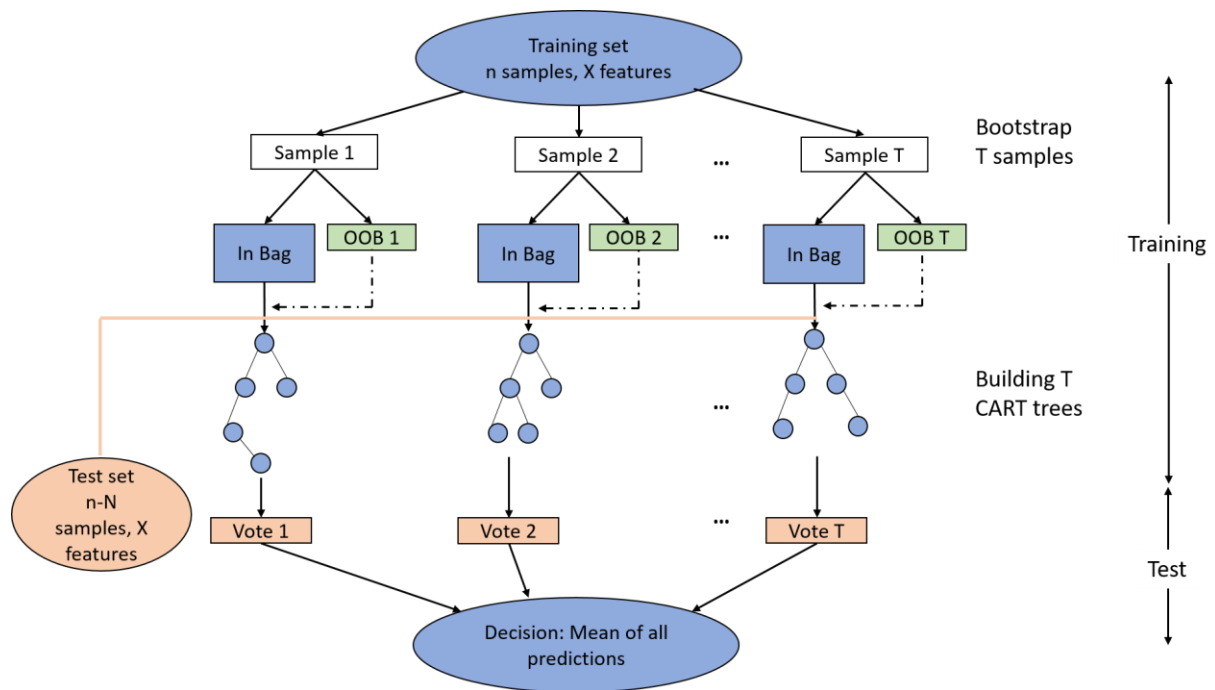 Training set
n samples, X features
Bootstrap
T samples
Sample 1
Sample 2
...
Sample T
In Bag
OOB 1
In Bag
OOB 2
...
In Bag
OOB T
Training
Building T
CART trees
...
Test set
n-N
samples, X
features
Vote 1
Vote 2
...
Vote T
Test
Decision: Mean of all
predictions